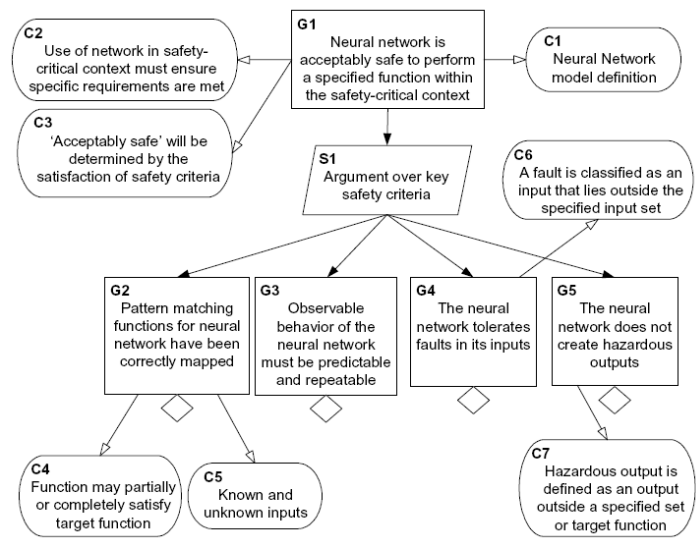 C2
Use of network in safety-
critical context must ensure
specific requirements are met
G1
Neural network is
acceptably safe to perform
a specified function within
the safety-critical context
C1
Neural Network
model definition
C3
‘Acceptably safe’ will be
determined by the
satisfaction of safety criteria
S1
Argument over key
safety criteria
C6
A fault is classified as an
input that lies outside the
specified input set
G2
Pattern matching
functions for neural
network have been
correctly mapped
G3
Observable
behavior of the
neural network
must be predictable
and repeatable
G4
The neural
network tolerates
faults in its inputs
G5
The neural
network does not
create hazardous
outputs
C4
Function may partially
or completely satisfy
target function
C5
Known and
unknown inputs
C7
Hazardous output is
defined as an output
outside a specified set
or target function